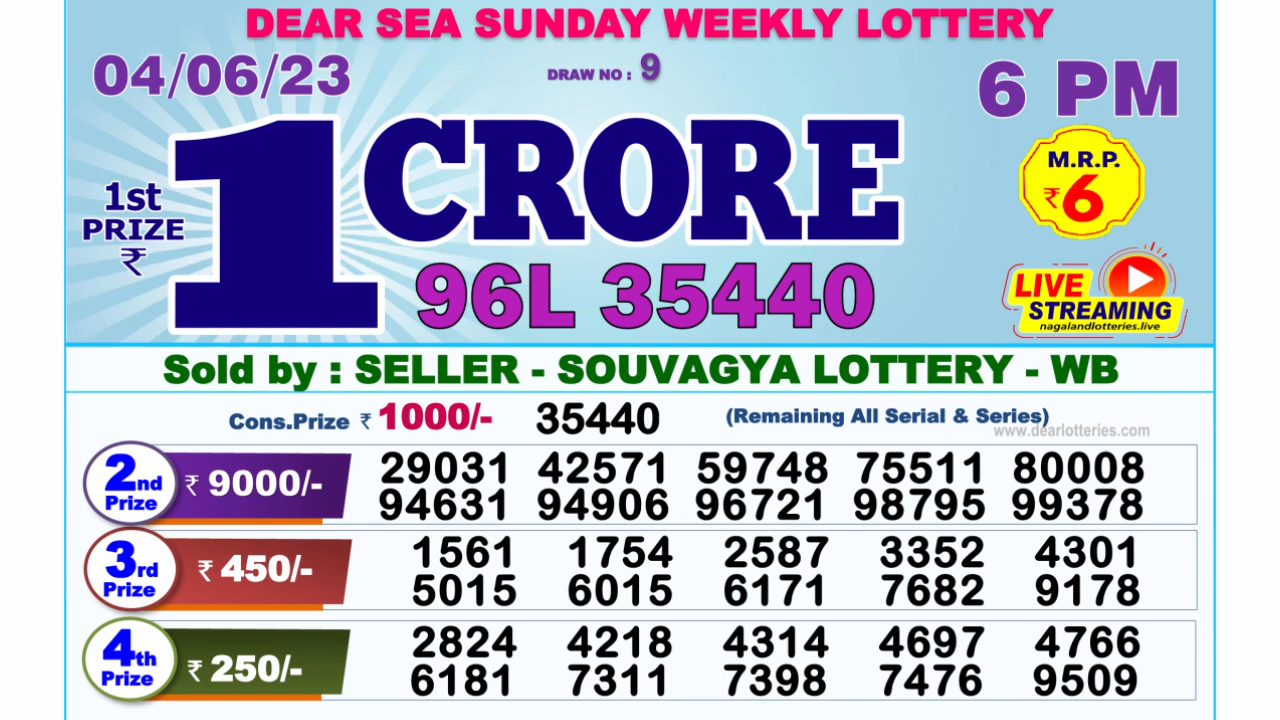 DEAR SEA SUNDAY WEEKLY LOTTERY
04/06/23 DRAW NO : 9 6 PM
1st PRIZE ₹ 1 CRORE
M.R.P. ₹6
96L 35440
LIVE STREAMING
nagalandlotteries.live
Sold by : SELLER - SOUVAGYA LOTTERY - WB
Cons.Prize ₹ 1000/- 35440 (Remaining All Serial & Series)
www.dearlotteries.com
2nd Prize ₹ 9000/-
29031 42571 59748 75511 80008
94631 94906 96721 98795 99378
3rd Prize ₹ 450/-
1561 1754 2587 3352 4301
5015 6015 6171 7682 9178
4th Prize ₹ 250/-
2824 4218 4314 4697 4766
6181 7311 7398 7476 9509